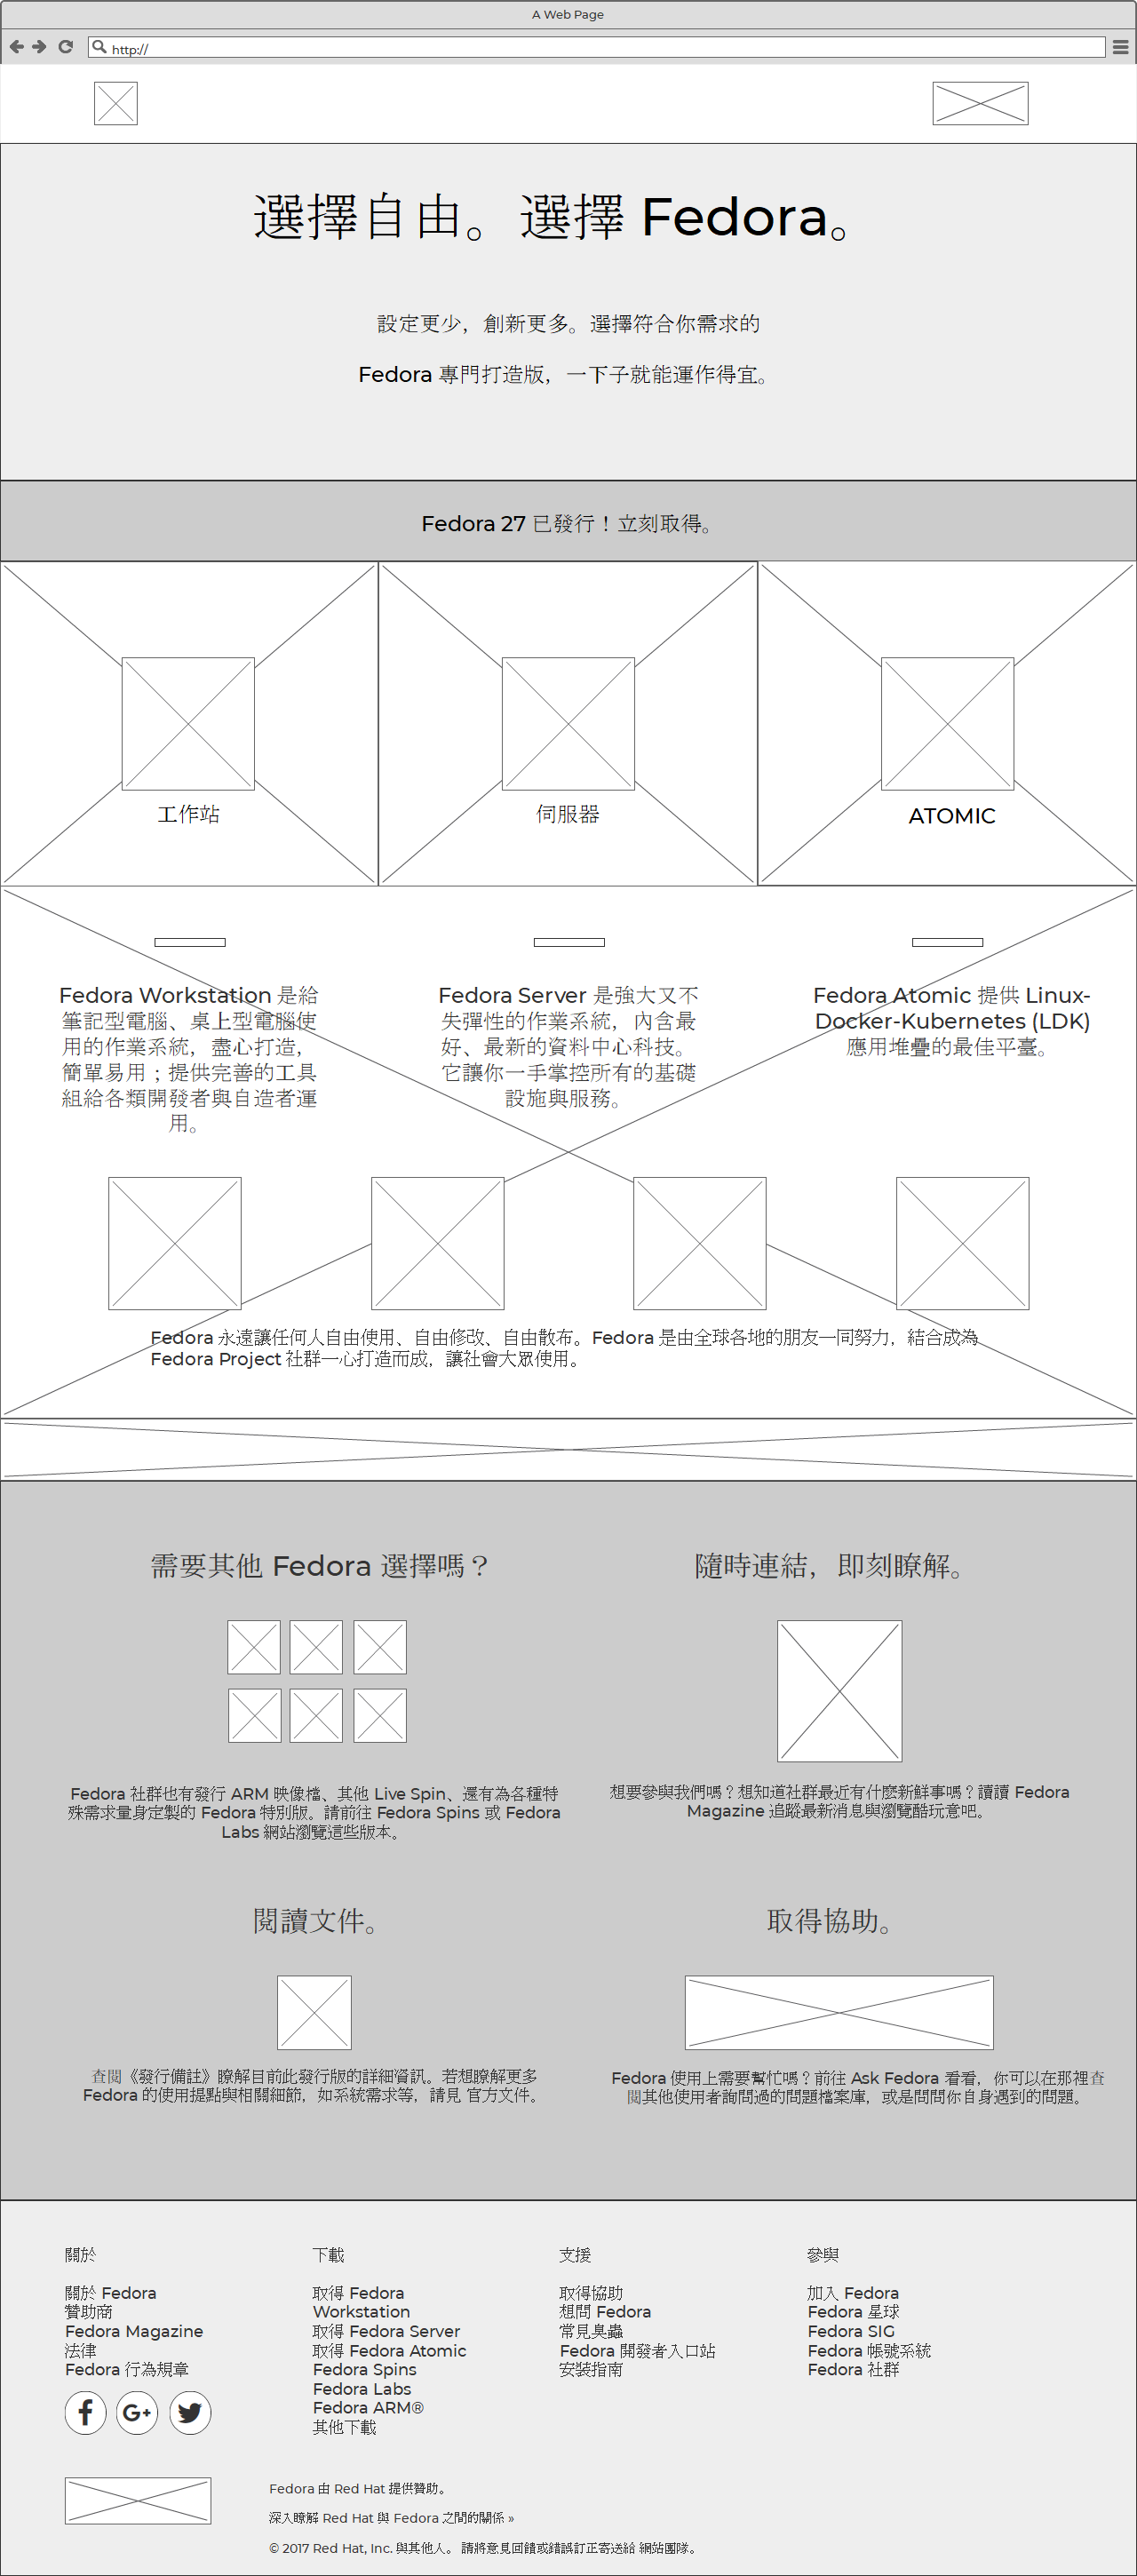 A Web Page
http://
選擇自由。選擇 Fedora。
設定更少，創新更多。選擇符合你需求的
Fedora 專門打造版，一下子就能運作得宜。
Fedora 27 已發行！立刻取得。
工作站
伺服器
ATOMIC
Fedora Workstation 是給
筆記型電腦、桌上型電腦使
用的作業系統，盡心打造，
簡單易用；提供完善的工具
組給各類開發者與自造者運
用。
Fedora Server 是強大又不
失彈性的作業系統，內含最
好、最新的資料中心科技。
它讓你一手掌控所有的基礎
設施與服務。
Fedora Atomic 提供 Linux-
Docker-Kubernetes (LDK)
應用堆疊的最佳平臺。
Fedora 永遠讓任何人自由使用、自由修改、自由散布。Fedora 是由全球各地的朋友一同努力，結合成為
Fedora Project 社群一心打造而成，讓社會大眾使用。
需要其他 Fedora 選擇嗎？
隨時連結，即刻瞭解。
Fedora 社群也有發行 ARM 映像檔、其他 Live Spin、還有為各種特
殊需求量身定製的 Fedora 特別版。請前往 Fedora Spins 或 Fedora
Labs 網站瀏覽這些版本。
想要參與我們嗎？想知道社群最近有什麼新鮮事嗎？讀讀 Fedora
Magazine 追蹤最新消息與瀏覽酷玩意吧。
閱讀文件。
取得協助。
查閱《發行備註》瞭解目前此發行版的詳細資訊。若想瞭解更多
Fedora 的使用提點與相關細節，如系統需求等，請見 官方文件。
Fedora 使用上需要幫忙嗎？前往 Ask Fedora 看看，你可以在那裡查
閱其他使用者詢問過的問題檔案庫，或是問問你自身遇到的問題。
關於
關於 Fedora
贊助商
Fedora Magazine
法律
Fedora 行為規章
下載
取得 Fedora
Workstation
取得 Fedora Server
取得 Fedora Atomic
Fedora Spins
Fedora Labs
Fedora ARM®
其他下載
支援
取得協助
想問 Fedora
常見臭蟲
Fedora 開發者入口站
安裝指南
參與
加入 Fedora
Fedora 星球
Fedora SIG
Fedora 帳號系統
Fedora 社群
Fedora 由 Red Hat 提供贊助。
深入瞭解 Red Hat 與 Fedora 之間的關係 »
© 2017 Red Hat, Inc. 與其他人。 請將意見回饋或錯誤訂正寄送給 網站團隊。